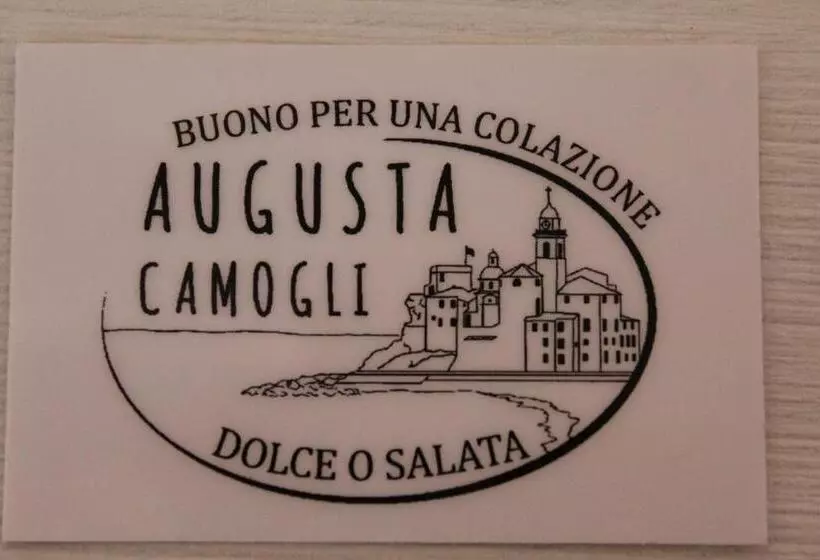 BUONO PER UNA COLAZIONE
AUGUSTA
CAMOGLI
DOLCE O SALATA